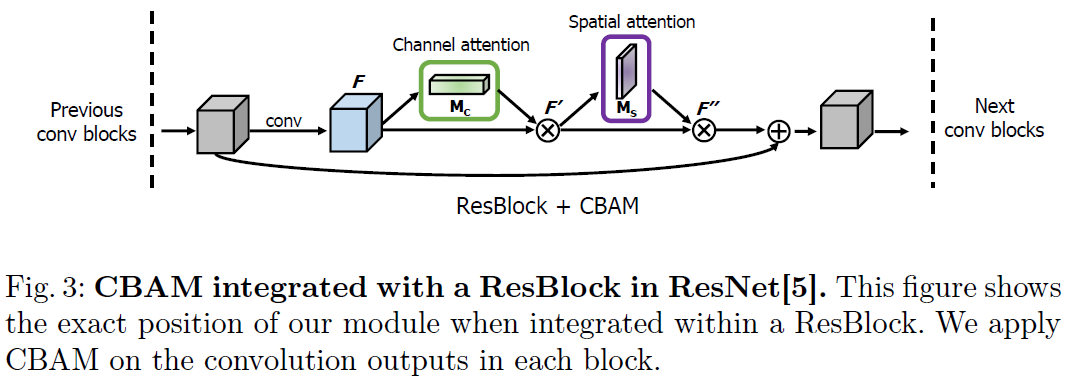 Spatial attention
Channel attention
F
M_c
F′
M_s
F″
Previous
conv blocks
conv
Next
conv blocks
ResBlock + CBAM
Fig. 3: CBAM integrated with a ResBlock in ResNet[5]. This figure shows
the exact position of our module when integrated within a ResBlock. We apply
CBAM on the convolution outputs in each block.